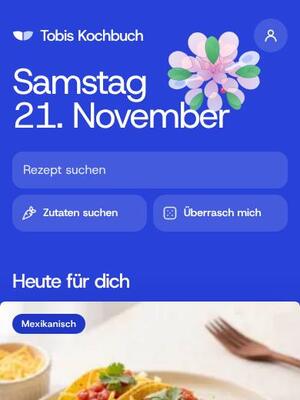 Tobis Kochbuch
Samstag
21. November
Rezept suchen
Zutaten suchen
Überrasch mich
Heute für dich
Mexikanisch